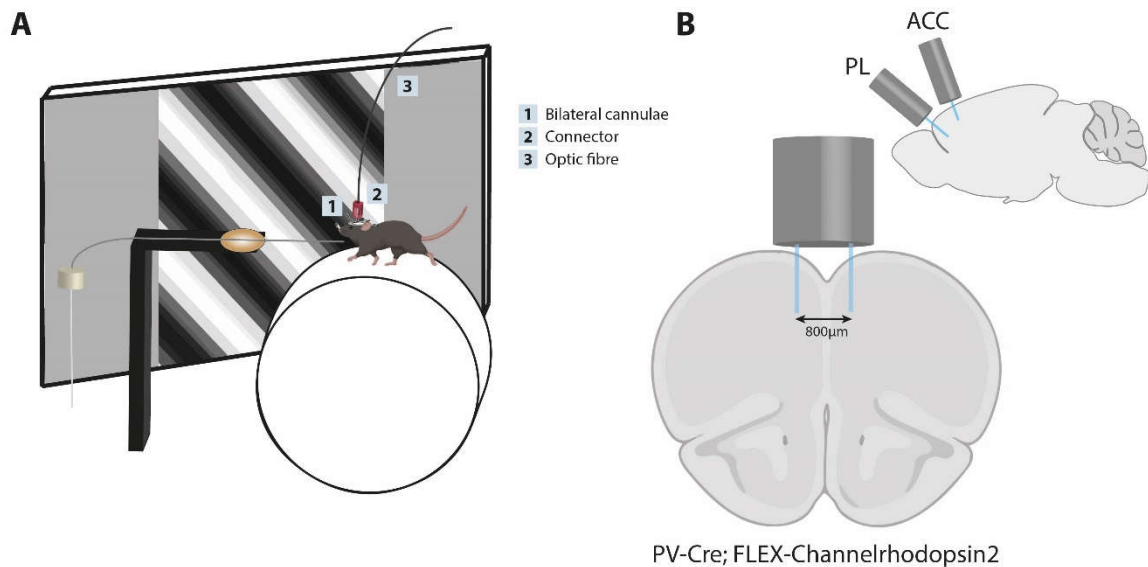 A
3
1 Bilateral cannulae
2 Connector
3 Optic fibre
1
2
B
ACC
PL
800µm
PV-Cre; FLEX-Channelrhodopsin2